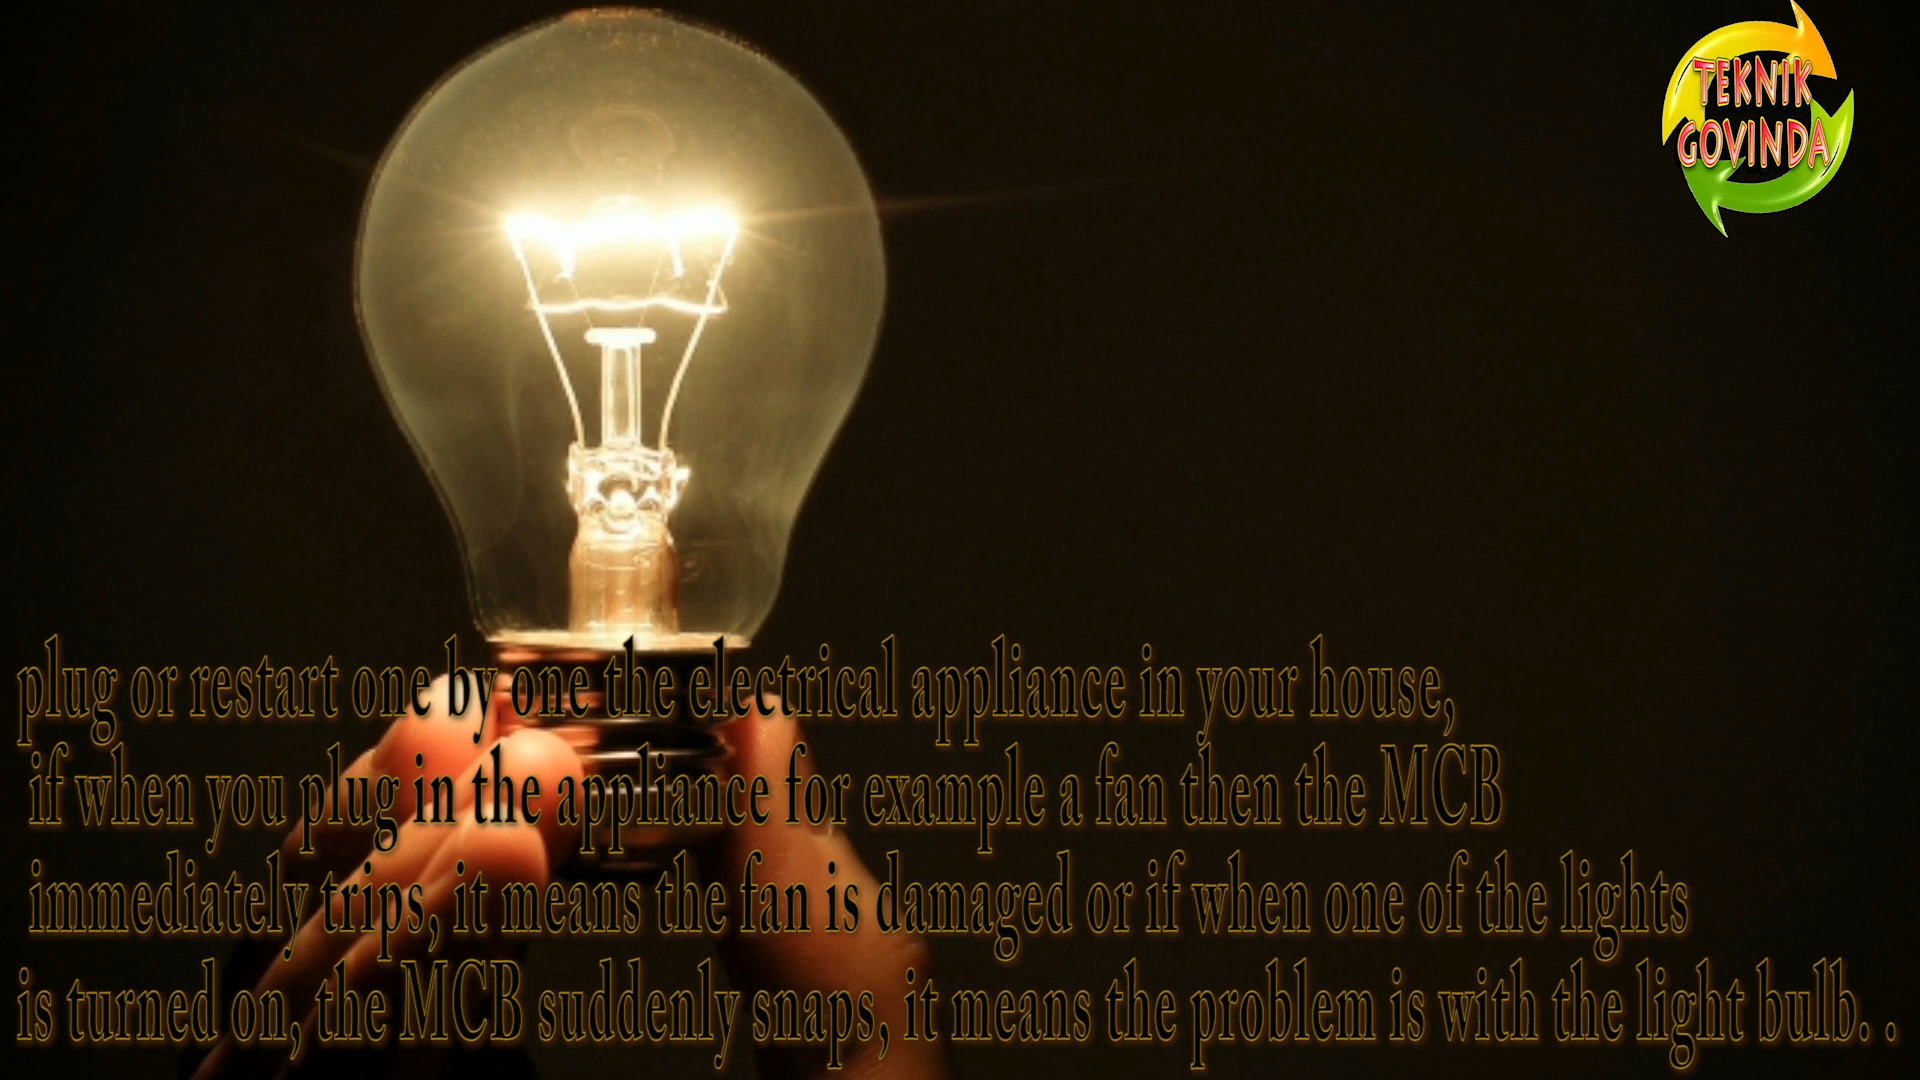 TEKNIK
GOVINDA
plug or restart one by one the electrical appliance in your house,
if when you plug in the appliance for example a fan then the MCB
immediately trips, it means the fan is damaged or if when one of the lights
is turned on, the MCB suddenly snaps, it means the problem is with the light bulb. .